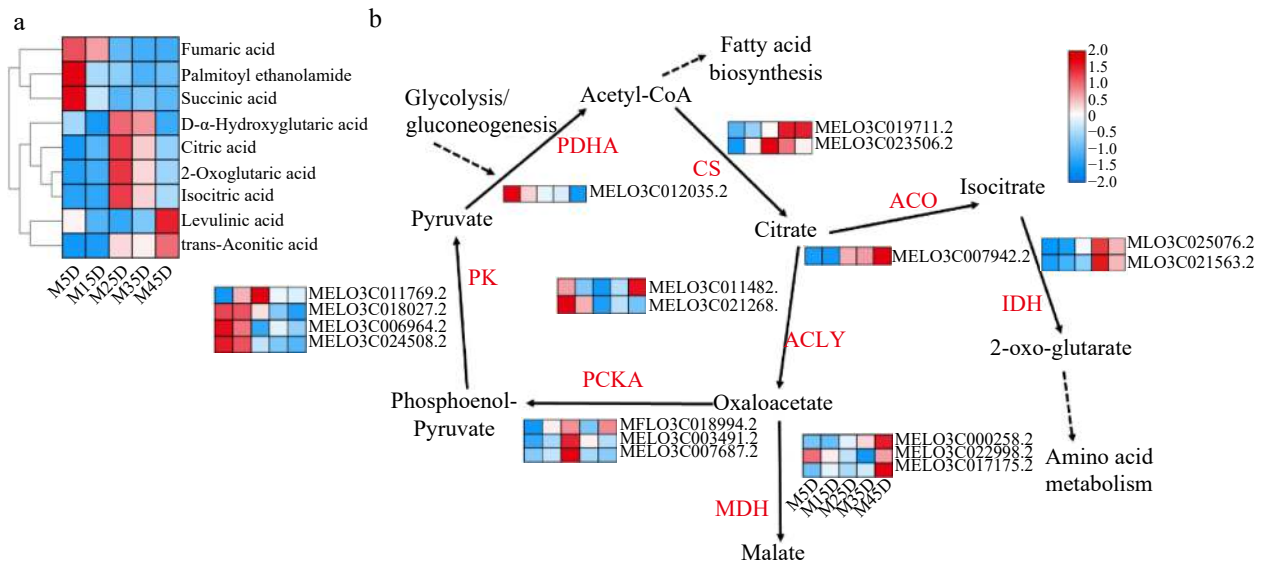 a
Fumaric acid
Palmitoyl ethanolamide
Succinic acid
D-α-Hydroxyglutaric acid
Citric acid
2-Oxoglutaric acid
Isocitric acid
Levulinic acid
trans-Aconitic acid
M5D
M15D
M25D
M35D
M45D
b
Fatty acid
biosynthesis
Acetyl-CoA
Glycolysis/
gluconeogenesis
PDHA
MELO3C012035.2
Pyruvate
MELO3C019711.2
MELO3C023506.2
CS
Citrate
ACO
Isocitrate
MELO3C007942.2
MLO3C025076.2
MLO3C021563.2
IDH
2-oxo-glutarate
Amino acid
metabolism
PK
MELO3C011769.2
MELO3C018027.2
MELO3C006964.2
MELO3C024508.2
MELO3C011482.
MELO3C021268.
ACLY
PCKA
Phosphoenol-
Pyruvate
Oxaloacetate
MFLO3C018994.2
MELO3C003491.2
MELO3C007687.2
MELO3C000258.2
MELO3C022998.2
MELO3C017175.2
M5D
M15D
M25D
M35D
M45D
MDH
Malate
2.0
1.5
1.0
0.5
0
−0.5
−1.0
−1.5
−2.0